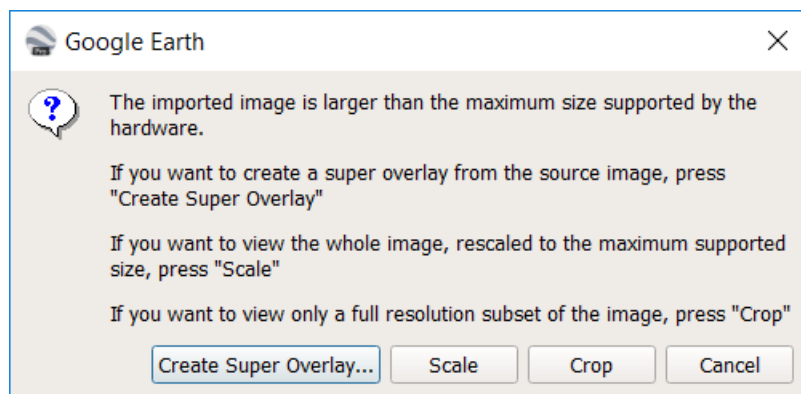 Google Earth
The imported image is larger than the maximum size supported by the
hardware.
If you want to create a super overlay from the source image, press
"Create Super Overlay"
If you want to view the whole image, rescaled to the maximum supported
size, press "Scale"
If you want to view only a full resolution subset of the image, press "Crop"
Create Super Overlay... Scale Crop Cancel